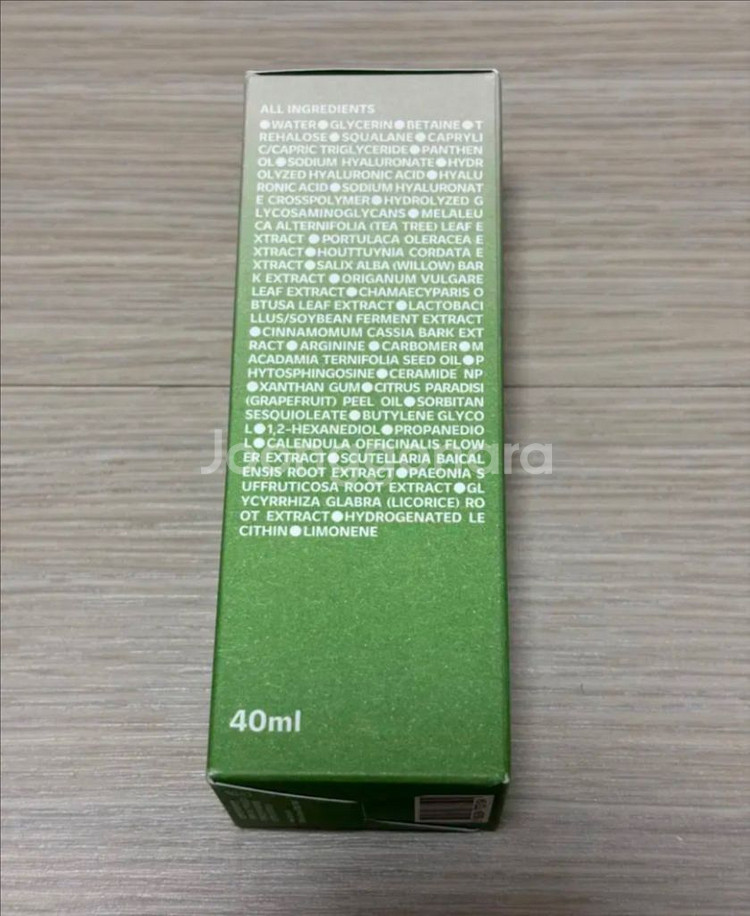 ALL INGREDIENTS
●WATER●GLYCERIN●BETAINE●T
REHALOSE●SQUALANE●CAPRYLI
C/CAPRIC TRIGLYCERIDE●PANTHEN
OL●SODIUM HYALURONATE●HYDR
OLYZED HYALURONIC ACID●HYALU
RONIC ACID●SODIUM HYALURONAT
E CROSSPOLYMER●HYDROLYZED G
LYCOSAMINOGLYCANS●MELALEU
CA ALTERNIFOLIA (TEA TREE) LEAF E
XTRACT●PORTULACA OLERACEA E
XTRACT●HOUTTUYNIA CORDATA E
XTRACT●SALIX ALBA (WILLOW) BAR
K EXTRACT●ORIGANUM VULGARE
LEAF EXTRACT●CHAMAECYPARIS O
BTUSA LEAF EXTRACT●LACTOBACI
LLUS/SOYBEAN FERMENT EXTRACT
●CINNAMOMUM CASSIA BARK EXT
RACT●ARGININE●CARBOMER●M
ACADAMIA TERNIFOLIA SEED OIL●P
HYTOSPHINGOSINE●CERAMIDE NP
●XANTHAN GUM●CITRUS PARADISI
(GRAPEFRUIT) PEEL OIL●SORBITAN
SESQUIOLEATE●BUTYLENE GLYCO
L●1,2-HEXANEDIOL●PROPANEDIO
L●CALENDULA OFFICINALIS FLOW
ER EXTRACT●SCUTELLARIA BAICAL
ENSIS ROOT EXTRACT●PAEONIA S
UFFRUTICOSA ROOT EXTRACT●GL
YCYRRHIZA GLABRA (LICORICE) RO
OT EXTRACT●HYDROGENATED LE
CITHIN●LIMONENE
40ml